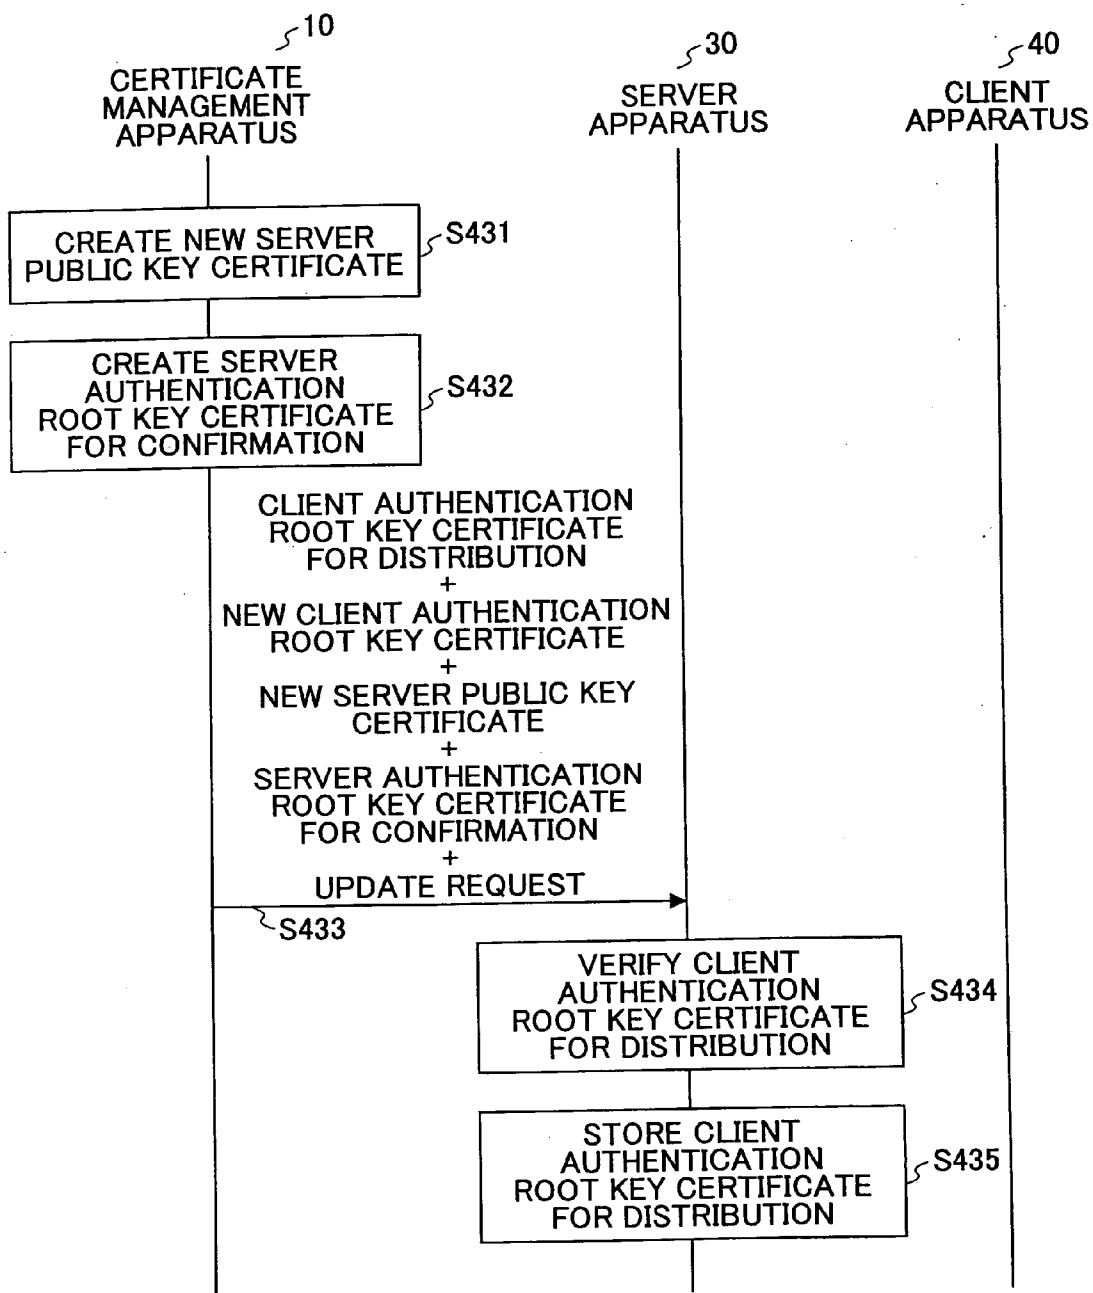 10
CERTIFICATE
MANAGEMENT
APPARATUS
30
SERVER
APPARATUS
40
CLIENT
APPARATUS
CREATE NEW SERVER
PUBLIC KEY CERTIFICATE
S431
CREATE SERVER
AUTHENTICATION
ROOT KEY CERTIFICATE
FOR CONFIRMATION
S432
CLIENT AUTHENTICATION
ROOT KEY CERTIFICATE
FOR DISTRIBUTION
+
NEW CLIENT AUTHENTICATION
ROOT KEY CERTIFICATE
+
NEW SERVER PUBLIC KEY
CERTIFICATE
+
SERVER AUTHENTICATION
ROOT KEY CERTIFICATE
FOR CONFIRMATION
+
UPDATE REQUEST
S433
VERIFY CLIENT
AUTHENTICATION
ROOT KEY CERTIFICATE
FOR DISTRIBUTION
S434
STORE CLIENT
AUTHENTICATION
ROOT KEY CERTIFICATE
FOR DISTRIBUTION
S435